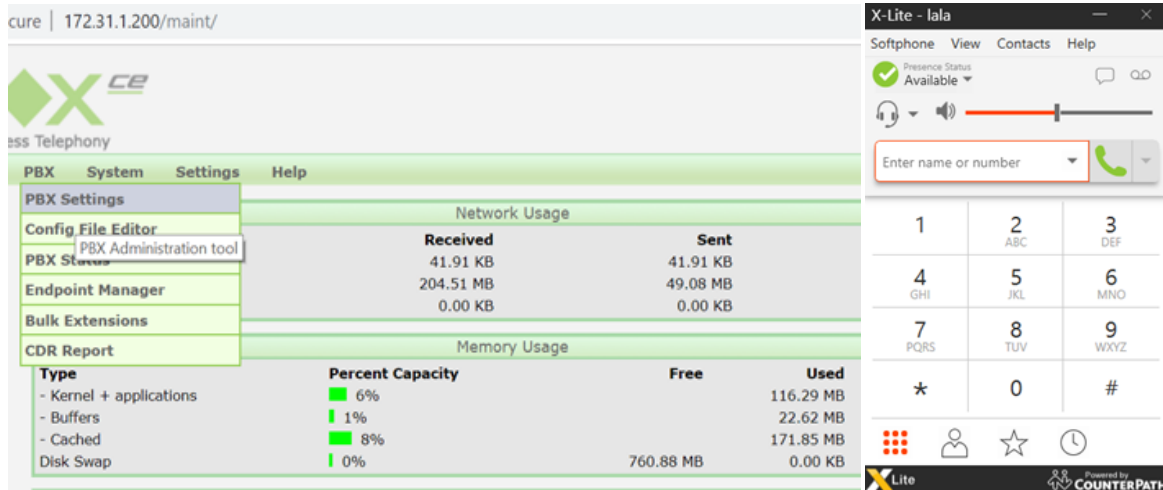 cure | 172.31.1.200/maint/
X CE
ess Telephony
PBX System Settings Help
PBX Settings
Config File Editor
PBX Administration tool
PBX
Endpoint Manager
Bulk Extensions
CDR Report
Network Usage
Received Sent
41.91 KB 41.91 KB
204.51 MB 49.08 MB
0.00 KB 0.00 KB
Memory Usage
Type Percent Capacity Free Used
- Kernel + applications 6% 116.29 MB
- Buffers 1% 22.62 MB
- Cached 8% 171.85 MB
Disk Swap 0% 760.88 MB 0.00 KB
X-Lite - lala
Softphone View Contacts Help
Presence Status
Available
Enter name or number
1 2 3
ABC DEF
4 5 6
GHI JKL MNO
7 8 9
PQRS TUV WXYZ
* 0 #
X Lite
Powered by
COUNTERPATH